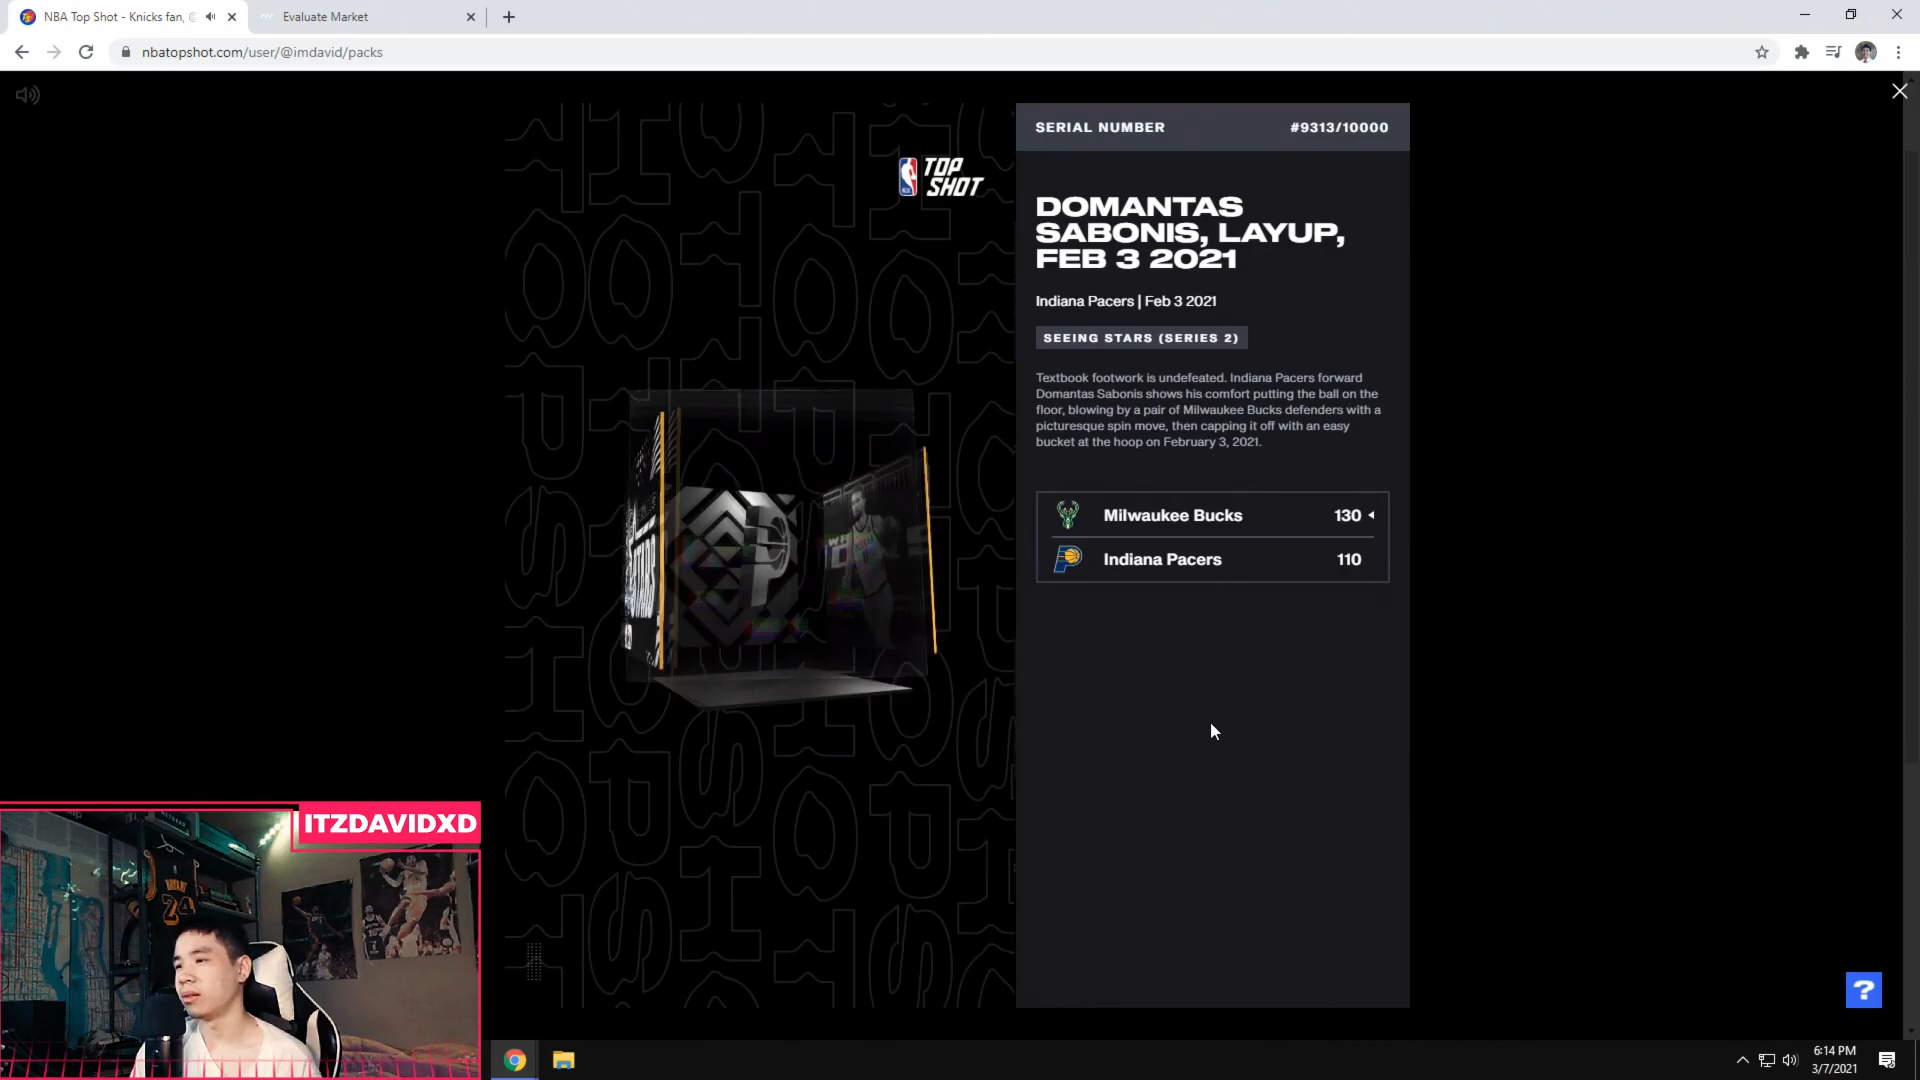 NBA Top Shot - Knicks fan,
Evaluate Market
nbatopshot.com/user/@imdavid/packs
TOP
SHOT
SERIAL NUMBER #9313/10000
DOMANTAS
SABONIS, LAYUP,
FEB 3 2021
Indiana Pacers | Feb 3 2021
SEEING STARS (SERIES 2)
Textbook footwork is undefeated. Indiana Pacers forward
Domantas Sabonis shows his comfort putting the ball on the
floor, blowing by a pair of Milwaukee Bucks defenders with a
picturesque spin move, then capping it off with an easy
bucket at the hoop on February 3, 2021.
Milwaukee Bucks 130
Indiana Pacers 110
STARS
ITZDAVIDXD
BRYANT
24
?
6:14 PM
3/7/2021